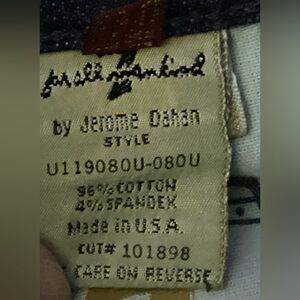 for all mankind
7
by Jerome Dahan
STYLE
U119080U-080U
96% COTTON
4% SPANDEX
Made in U.S.A.
CUT# 101898
CARE ON REVERSE